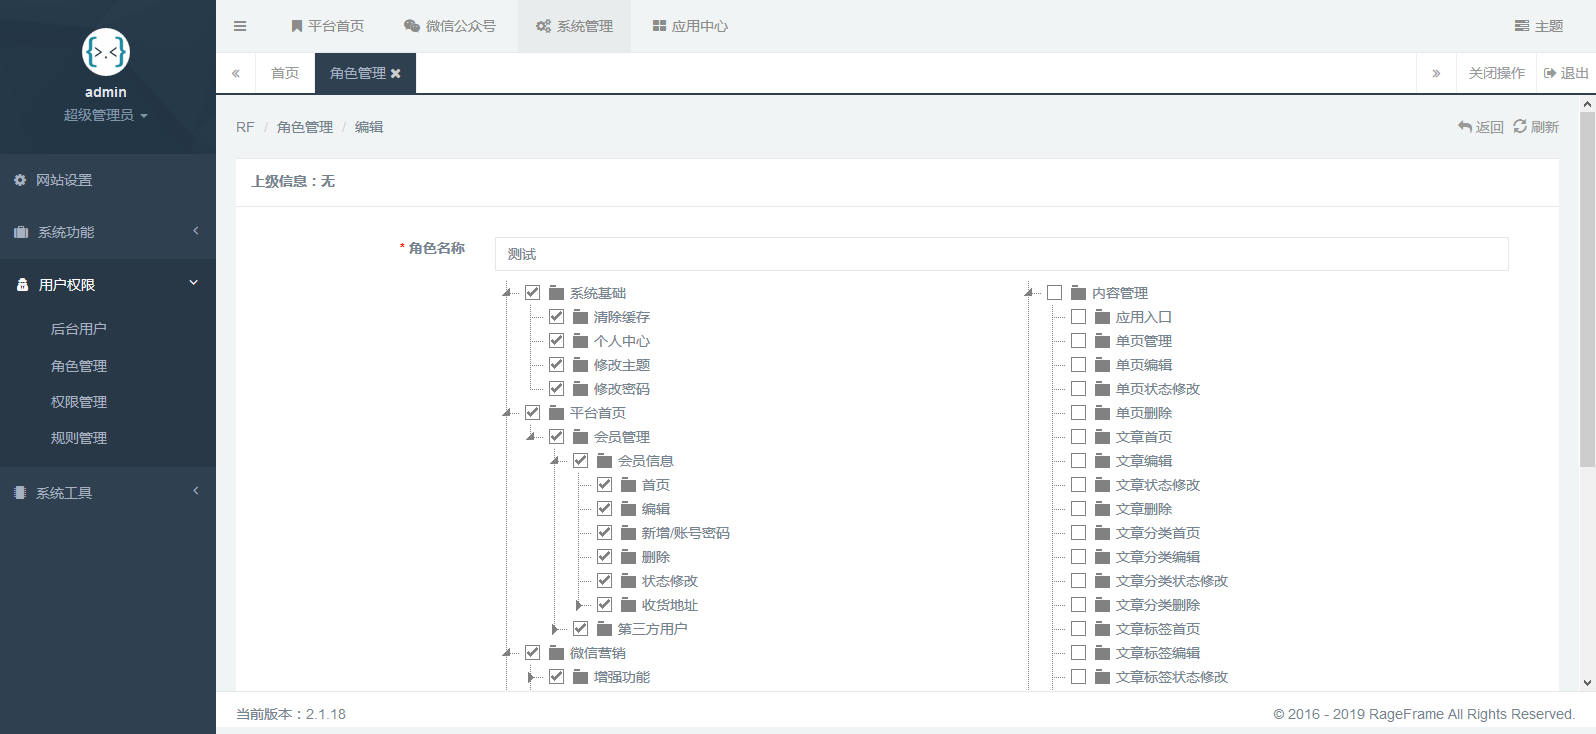 admin
超级管理员
网站设置
系统功能
用户权限
后台用户
角色管理
权限管理
规则管理
系统工具
平台首页 微信公众号 系统管理 应用中心 主题
首页 角色管理 关闭操作 退出
RF / 角色管理 / 编辑 返回 刷新
上级信息：无
* 角色名称 测试
系统基础
清除缓存
个人中心
修改主题
修改密码
平台首页
会员管理
会员信息
首页
编辑
新增/账号密码
删除
状态修改
收货地址
第三方用户
微信营销
增强功能
内容管理
应用入口
单页管理
单页编辑
单页状态修改
单页删除
文章首页
文章编辑
文章状态修改
文章删除
文章分类首页
文章分类编辑
文章分类状态修改
文章分类删除
文章标签首页
文章标签编辑
文章标签状态修改
当前版本：2.1.18 © 2016 - 2019 RageFrame All Rights Reserved.